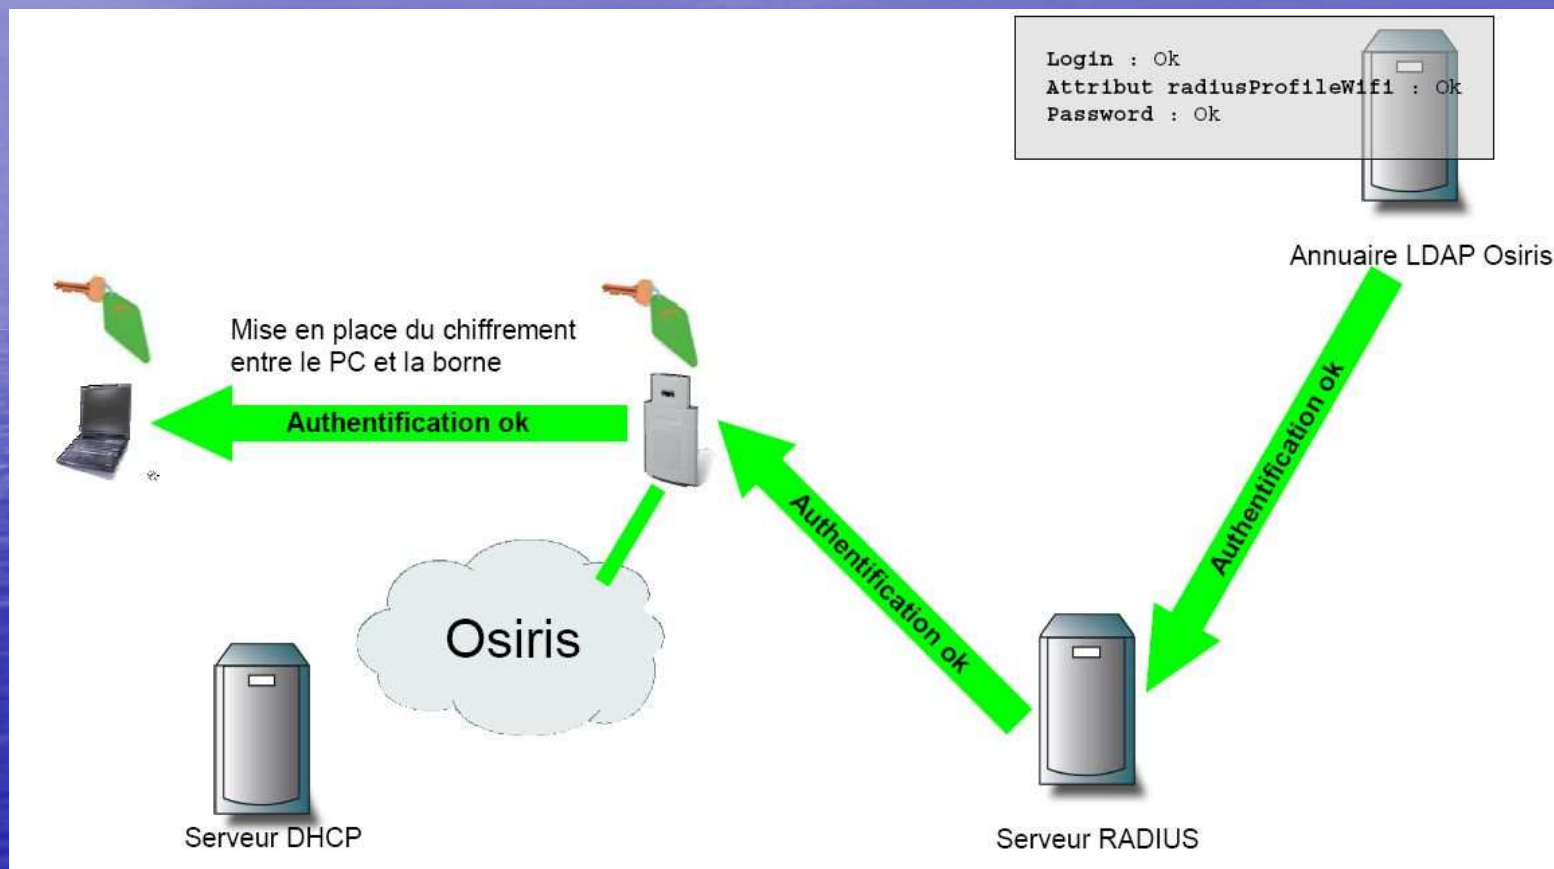 Login : Ok
Attribut radiusProfileWifi : Ok
Password : Ok
Annuaire LDAP Osiris
Mise en place du chiffrement
entre le PC et la borne
Authentification ok
Authentification ok
Authentification ok
Osiris
Serveur DHCP
Serveur RADIUS